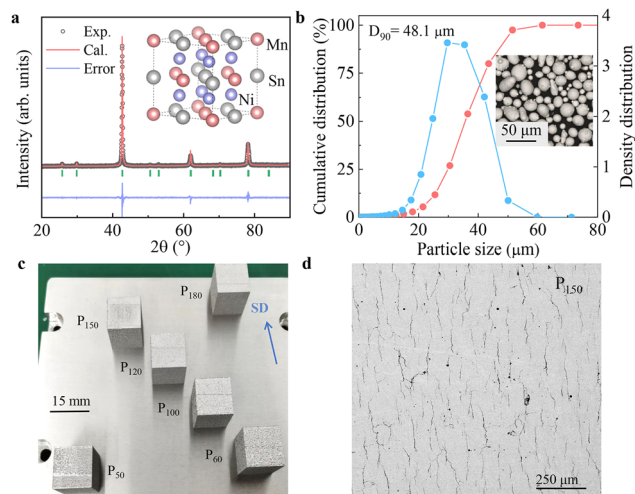 a
Exp.
Cal.
Error
Mn
Sn
Ni
Intensity (arb. units)
20 40 60 80
2θ (°)
b
D90= 48.1 μm
Cumulative distribution (%)
100
75
50
25
0
4
3
2
1
0
Density distribution
50 μm
0 10 20 30 40 50 60 70 80
Particle size(μm)
c
P180
P150
SD
P120
15 mm
P100
P50
P60
d
P150
250 μm